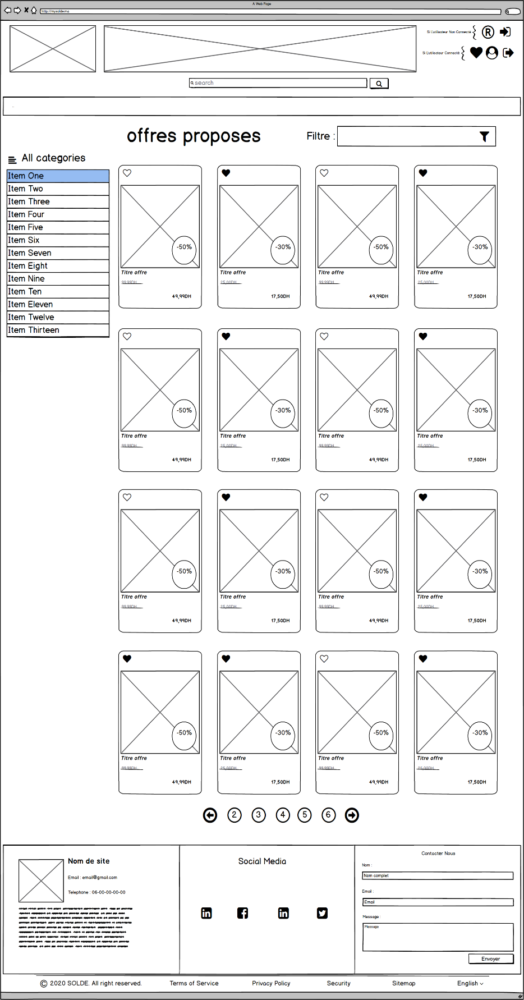 A Web Page
http://mysolde.ma
Si L'utilisateur Non Connecté
®
Si L'utilisateur Connecté
search
offres proposes
Filtre :
All categories
Item One
Item Two
Item Three
Item Four
Item Five
Item Six
Item Seven
Item Eight
Item Nine
Item Ten
Item Eleven
Item Twelve
Item Thirteen
-50% -30% -50% -30%
Titre offre Titre offre Titre offre Titre offre
99,99DH 25,00DH 99,99DH 25,00DH
49,99DH 17,50DH 49,99DH 17,50DH
-50% -30% -50% -30%
Titre offre Titre offre Titre offre Titre offre
99,99DH 25,00DH 99,99DH 25,00DH
49,99DH 17,50DH 49,99DH 17,50DH
-50% -30% -50% -30%
Titre offre Titre offre Titre offre Titre offre
99,99DH 25,00DH 99,99DH 25,00DH
49,99DH 17,50DH 49,99DH 17,50DH
-50% -30% -50% -30%
Titre offre Titre offre Titre offre Titre offre
99,99DH 25,00DH 99,99DH 25,00DH
49,99DH 17,50DH 49,99DH 17,50DH
2 3 4 5 6
Nom de site
Email : email@gmail.com
Telephone : 06-00-00-00-00
Social Media
Contacter Nous
Nom :
Nom complet
Email :
Email
Message :
Message
Envoyer
© 2020 SOLDE. All right reserved. Terms of Service Privacy Policy Security Sitemap English